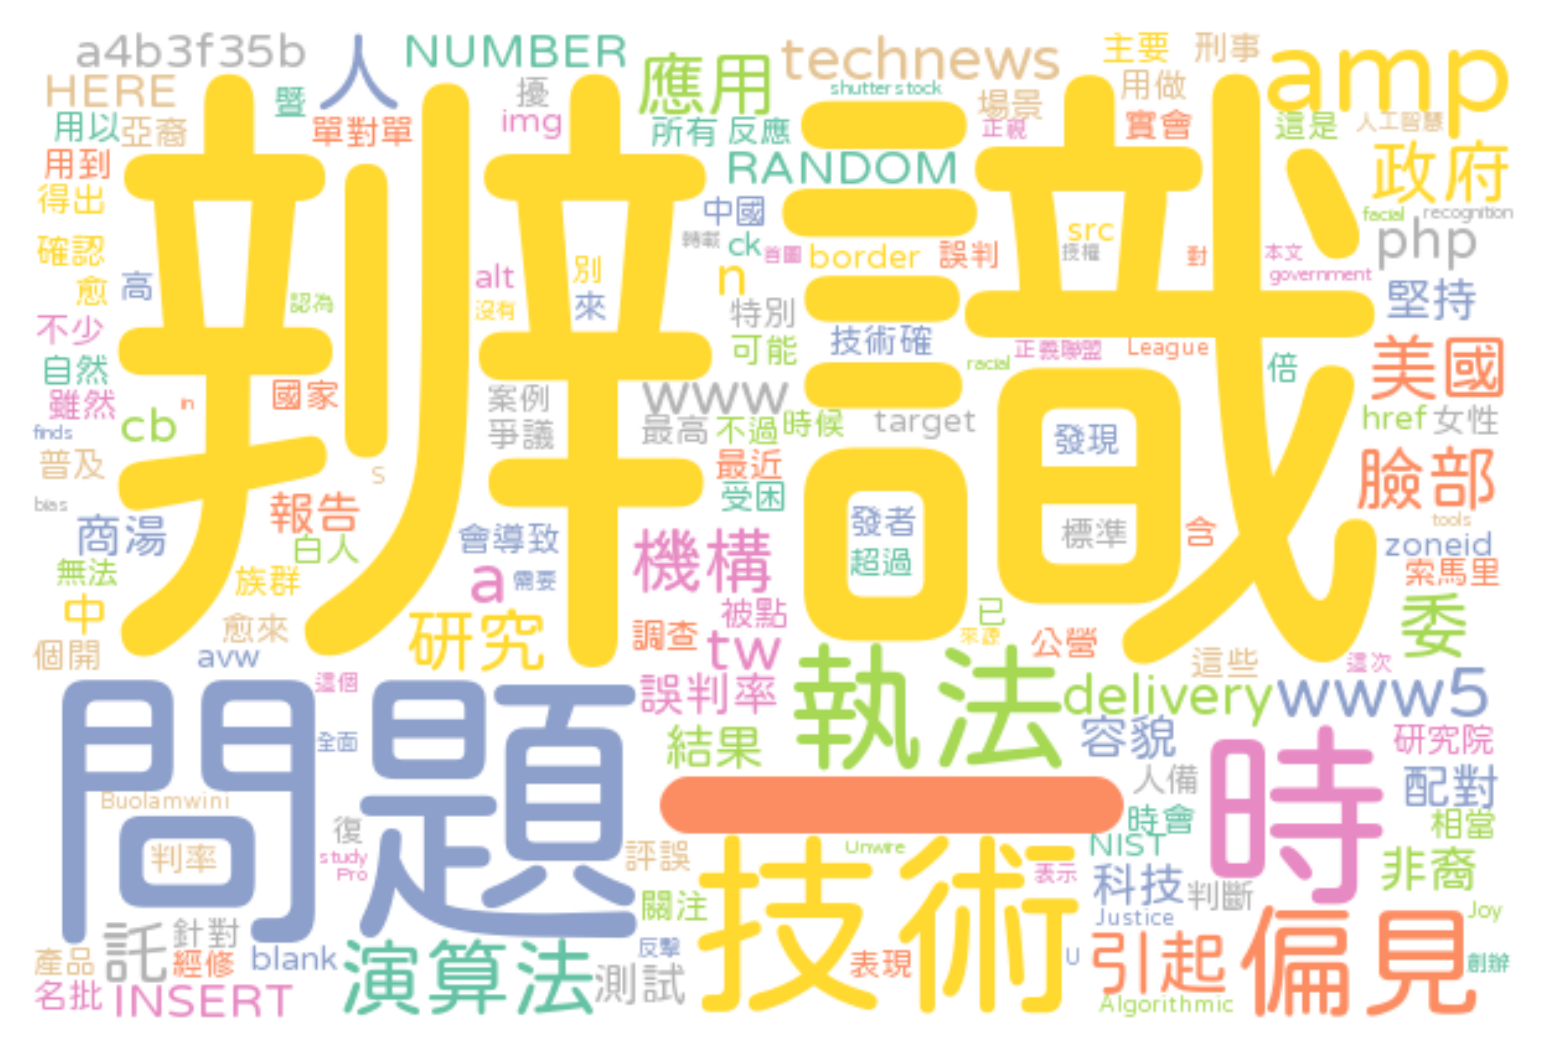 a4b3f35b 人 NUMBER 應用 technews 主要 刑事 amp
HERE 暨 擾 shutterstock 場景 用做
用以 亞裔 單對單 img 所有 反應 正視 實會 這是 人工智慧
用到 RANDOM 政府
辨識
得出 中國 src facial recognition
確認 轉載 ck 首圖 border 誤判 授權 對 本文 php
愈 高 alt 別 n government
不少 認為 沒有 來 特別 堅持
自然 可能 技術確 racial 正義聯盟 League 倍 美國
雖然 in 國家 案例 www
finds cb 爭議 最高 不過 時候 target 發現 href 女性
普及 S 最近 臉部
bias 報告 受困 發者 標準 含 tools
商湯 白人 會導致 機構 超過 zoneid
無法 族群 a 需要 索馬里
中 愈來 研究 被點 已 委
個開 avw 調查 tw 來源 公營 這些 這次
問題 這個 誤判率 執法 delivery www5
全面 結果 容貌 時 研究院
Buolamwini 一 人備 配對
復 時會 相當
判率 study Pro 評誤 Unwire 技術 NIST 表示 科技 判斷 非裔
託 針對 關注 Justice Joy
產品 經修 blank 演算法 反擊 測試 表現 U 引起 偏見 創辦
名批 INSERT Algorithmic